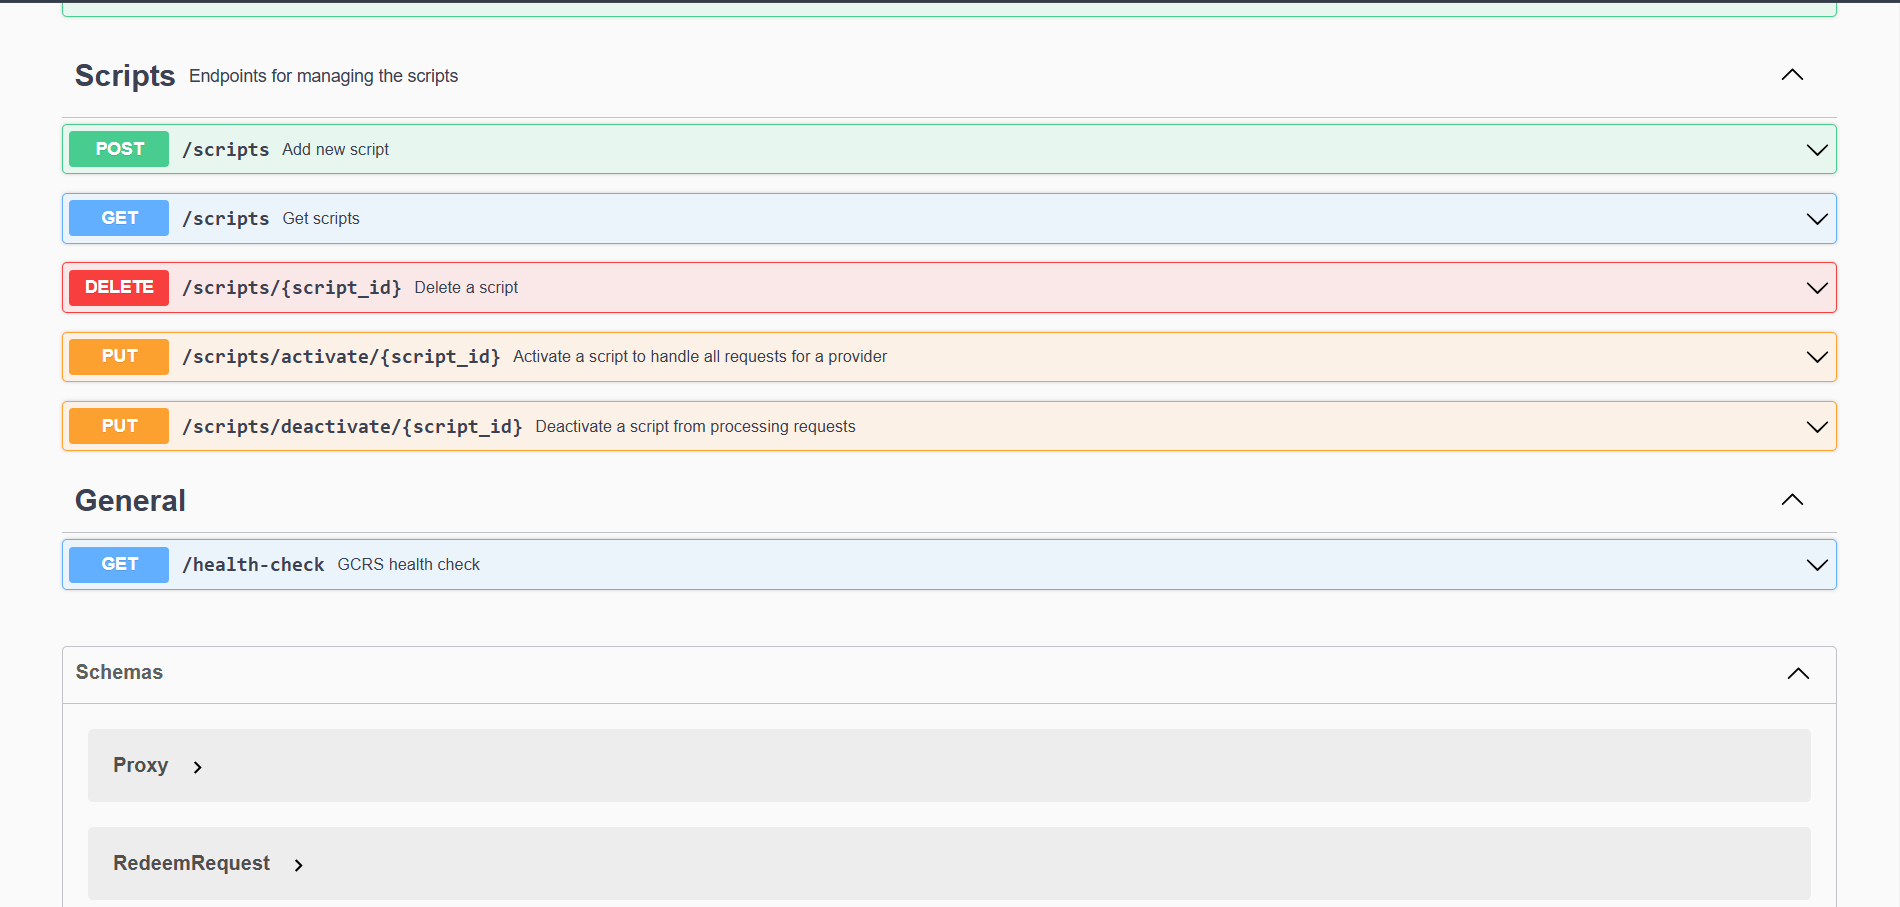 Scripts Endpoints for managing the scripts
POST /scripts Add new script
GET /scripts Get scripts
DELETE /scripts/{script_id} Delete a script
PUT /scripts/activate/{script_id} Activate a script to handle all requests for a provider
PUT /scripts/deactivate/{script_id} Deactivate a script from processing requests
General
GET /health-check GCRS health check
Schemas
Proxy
RedeemRequest